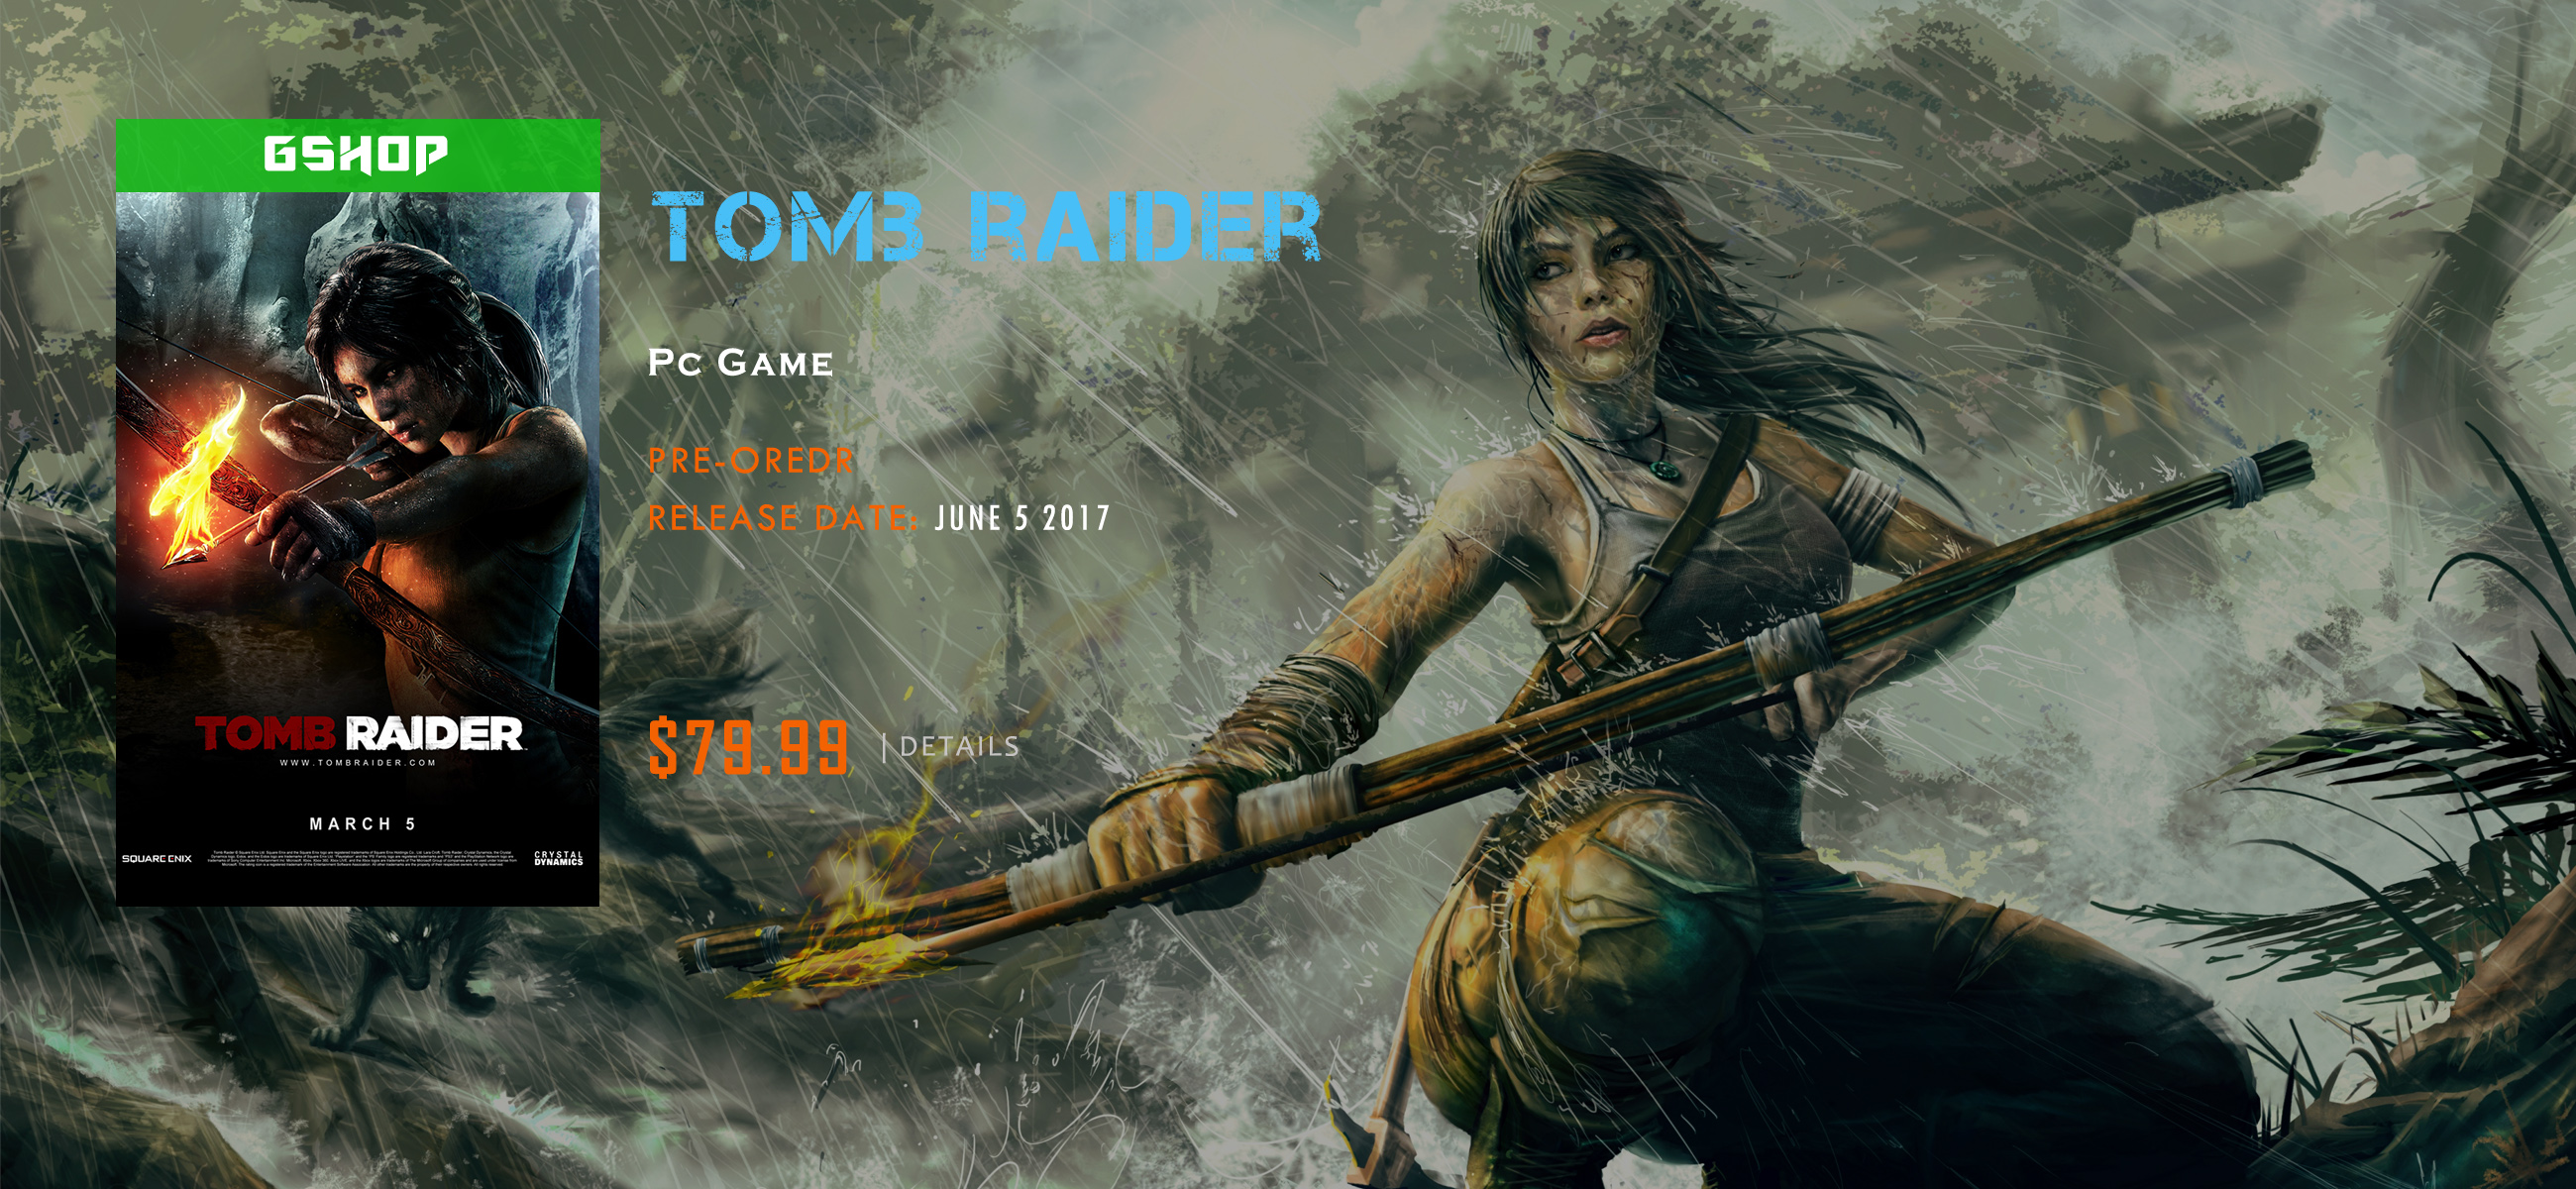 GSHOP
TOMB RAIDER
PC GAME
PRE-OREDR
RELEASE DATE: JUNE 5 2017
$79.99 | DETAILS
TOMB RAIDER
WWW.TOMBRAIDER.COM
MARCH 5
SQUARE ENIX
CRYSTAL
DYNAMICS